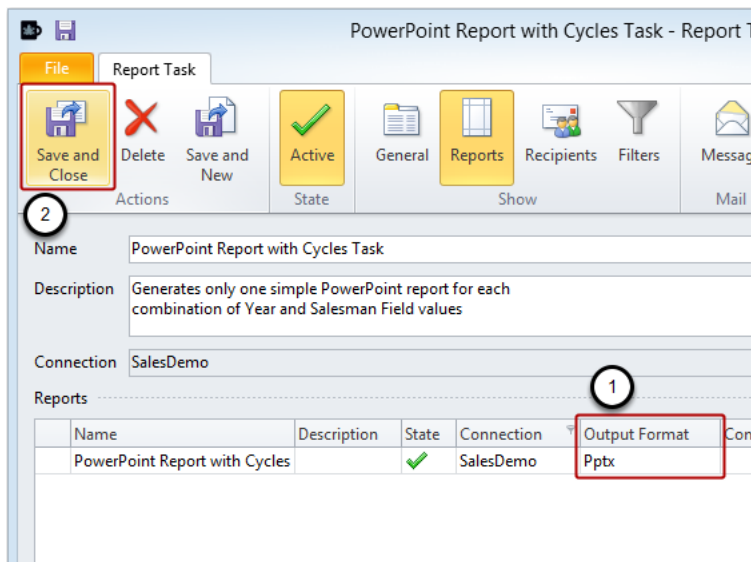 PowerPoint Report with Cycles Task - Report T
File
Report Task
Save and Close
Delete
Save and New
Active
General
Reports
Recipients
Filters
Messag
Actions
State
Show
Mail
2
Name
PowerPoint Report with Cycles Task
Description
Generates only one simple PowerPoint report for each
combination of Year and Salesman Field values
Connection
SalesDemo
1
Reports
Name
Description
State
Connection
Output Format
Con
PowerPoint Report with Cycles
SalesDemo
Pptx